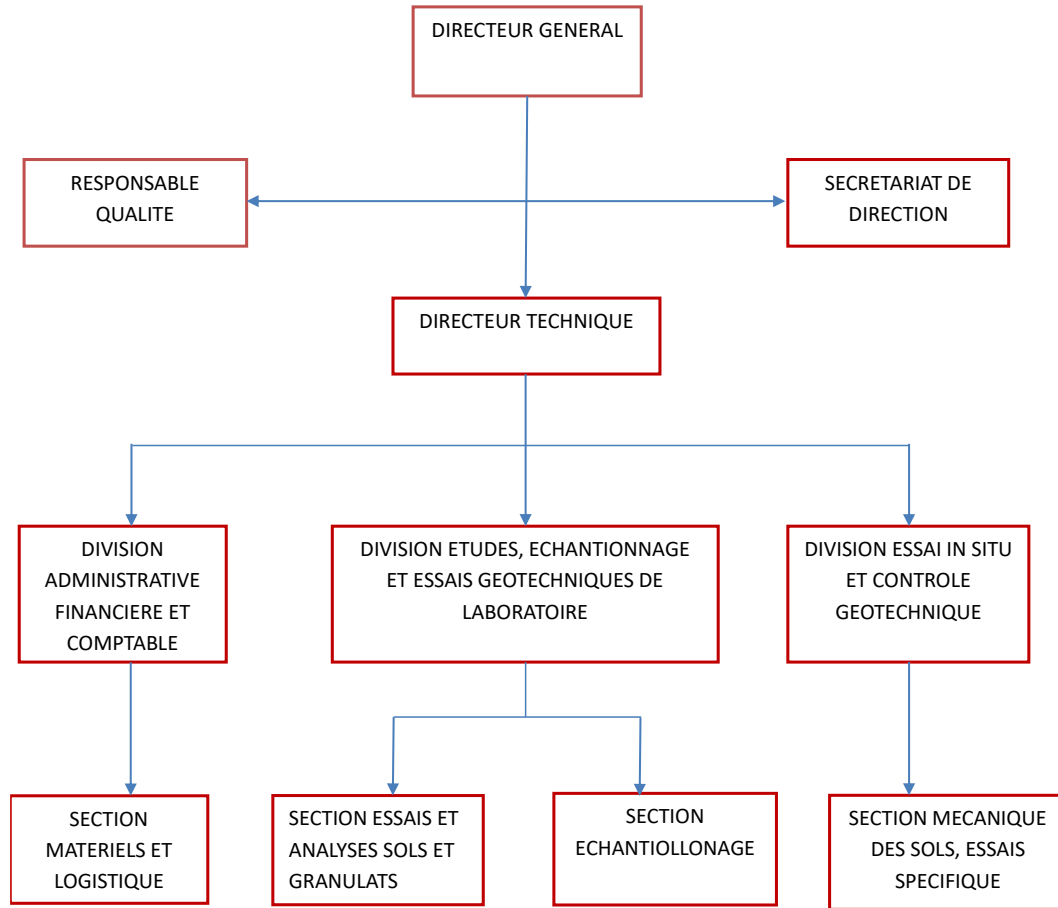 DIRECTEUR GENERAL
RESPONSABLE
QUALITE
SECRETARIAT DE
DIRECTION
DIRECTEUR TECHNIQUE
DIVISION
ADMINISTRATIVE
FINANCIERE ET
COMPTABLE
DIVISION ETUDES, ECHANTIONNAGE
ET ESSAIS GEOTECHNIQUES DE
LABORATOIRE
DIVISION ESSAI IN SITU
ET CONTROLE
GEOTECHNIQUE
SECTION
MATERIELS ET
LOGISTIQUE
SECTION ESSAIS ET
ANALYSES SOLS ET
GRANULATS
SECTION
ECHANTIOLLONAGE
SECTION MECANIQUE
DES SOLS, ESSAIS
SPECIFIQUE